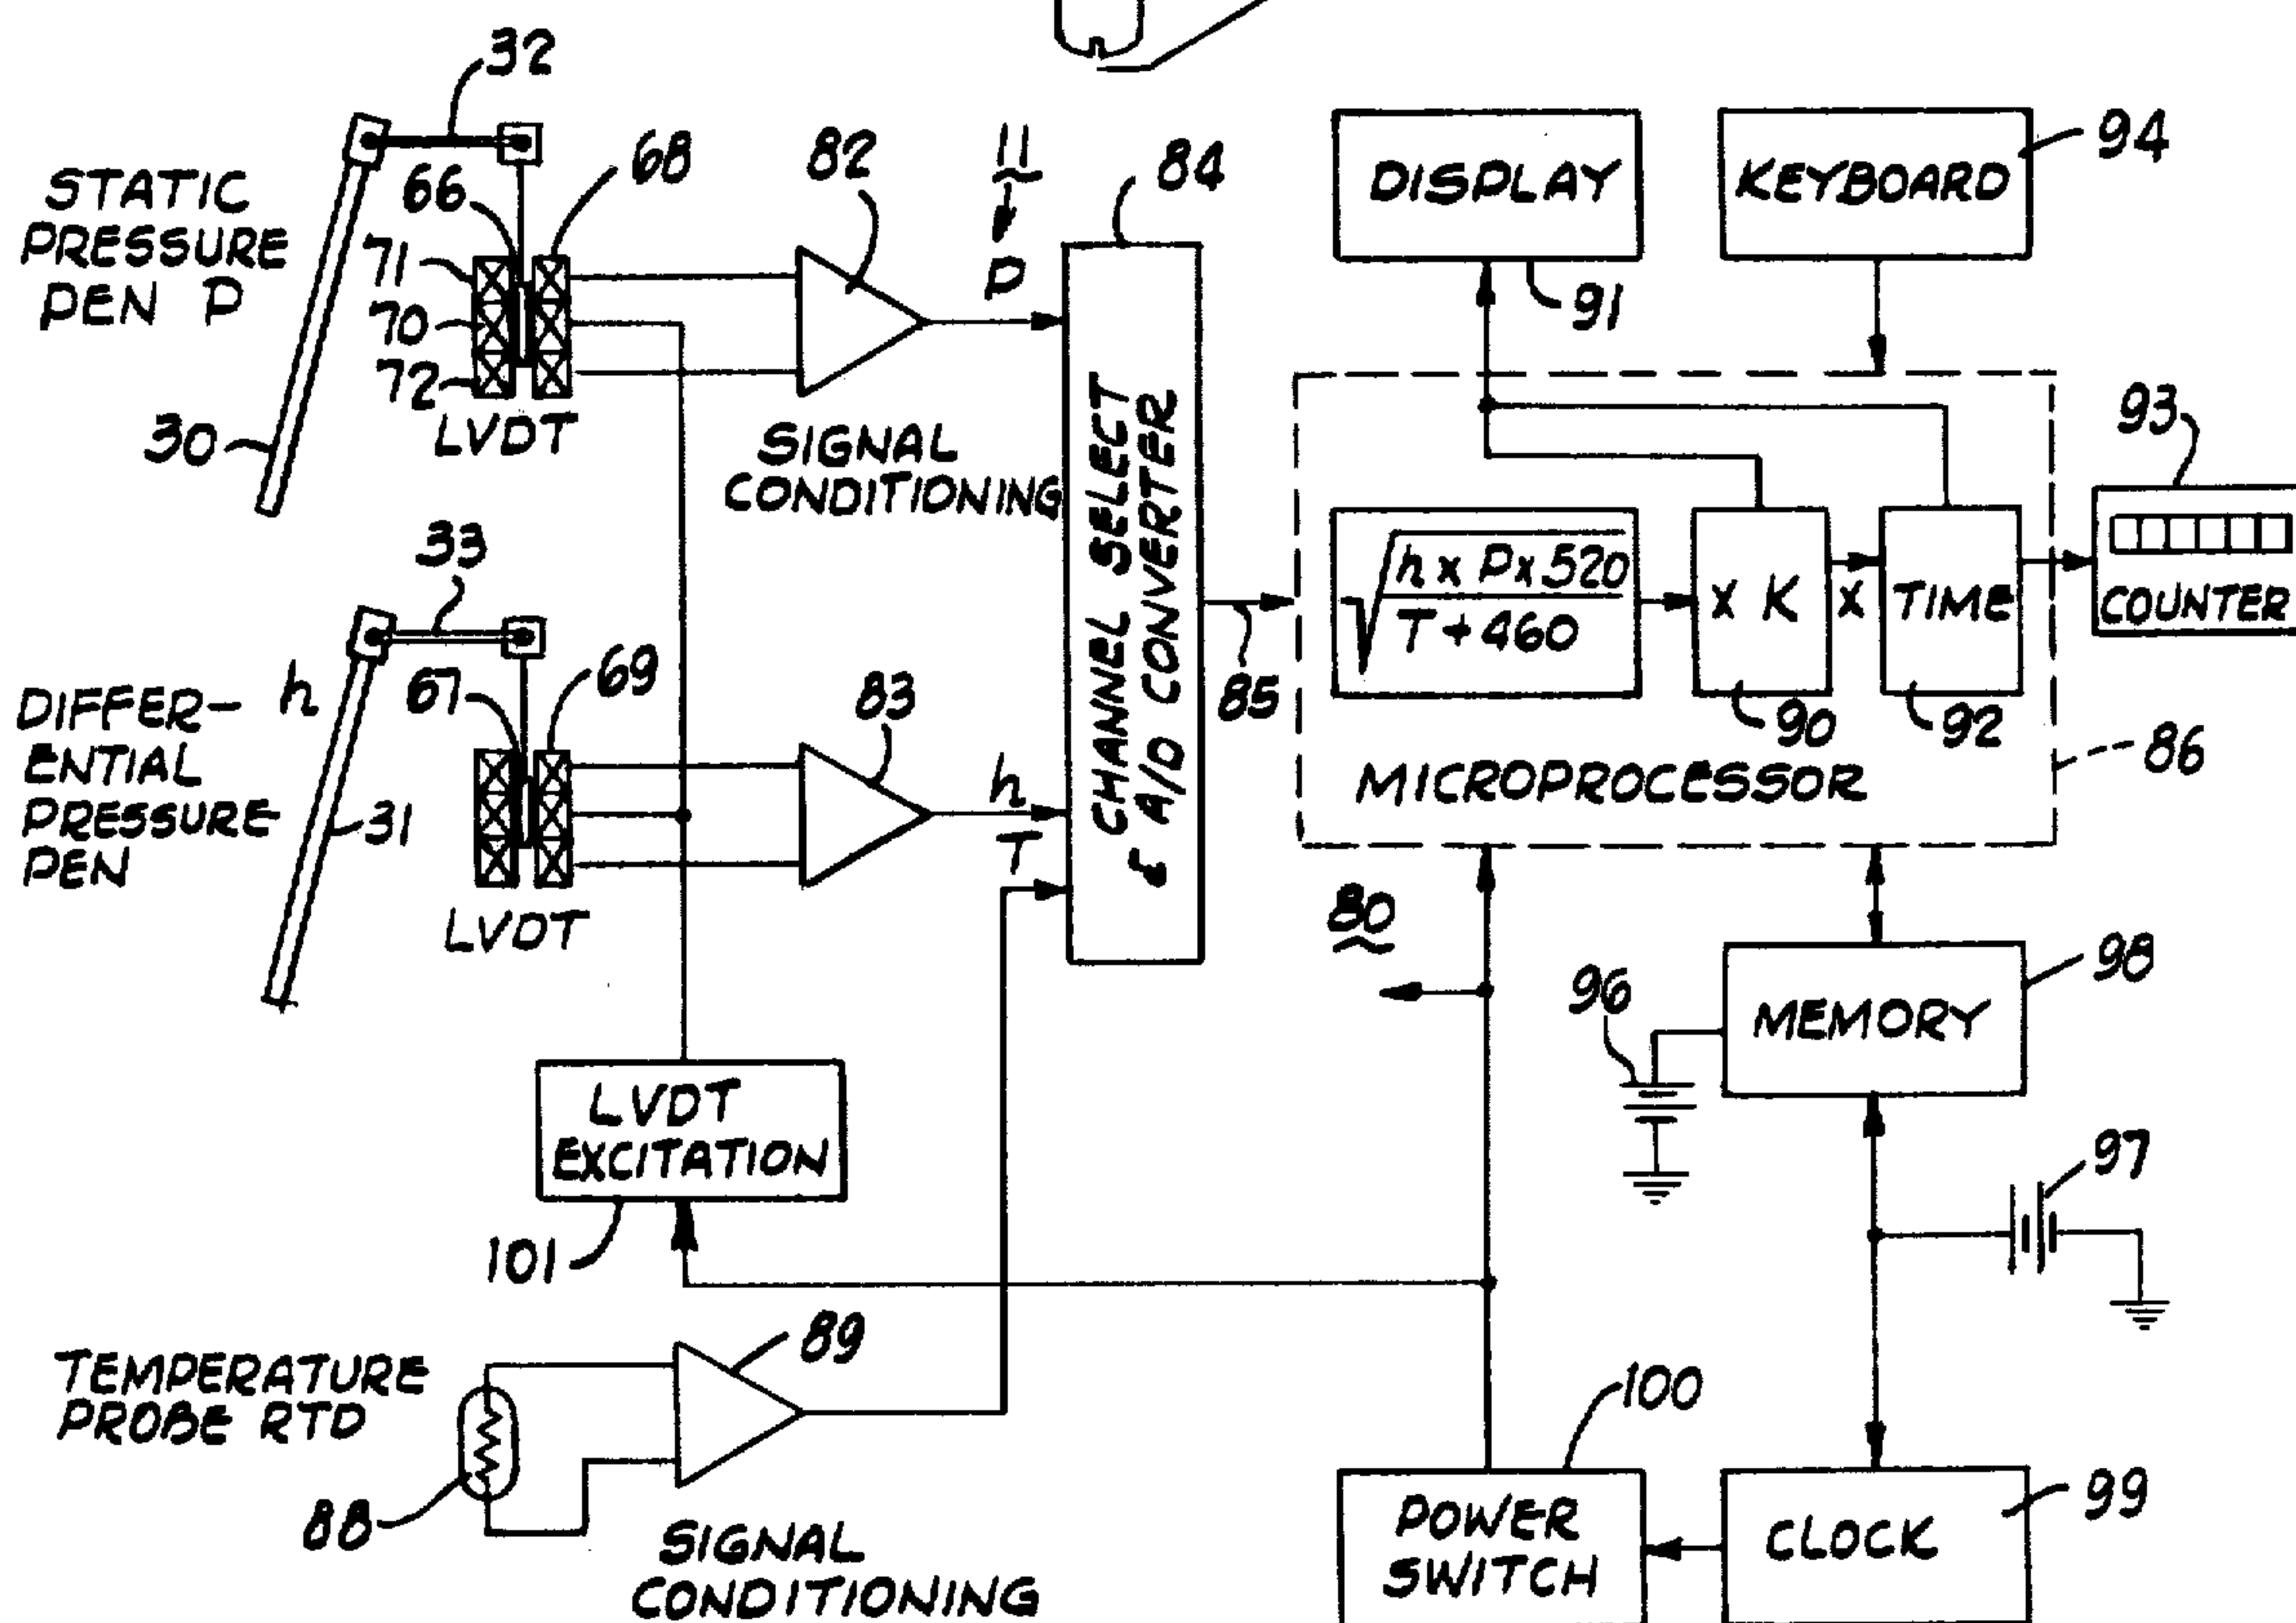 32
STATIC
PRESSURE
PEN P
66
68
71
70
72
LVDT
30
82
SIGNAL
CONDITIONING
11
P
84
CHANNEL SELECT
& A/D CONVERTER
DISPLAY
91
KEYBOARD
94
33
DIFFER-
ENTIAL
PRESSURE
PEN
h
67
69
31
LVDT
83
h
T
85
√ h x P x 520
T + 460
X K
X
TIME
90
92
MICROPROCESSOR
86
93
COUNTER
80
96
MEMORY
98
97
LVDT
EXCITATION
101
TEMPERATURE
PROBE RTD
88
89
SIGNAL
CONDITIONING
100
POWER
SWITCH
CLOCK
99